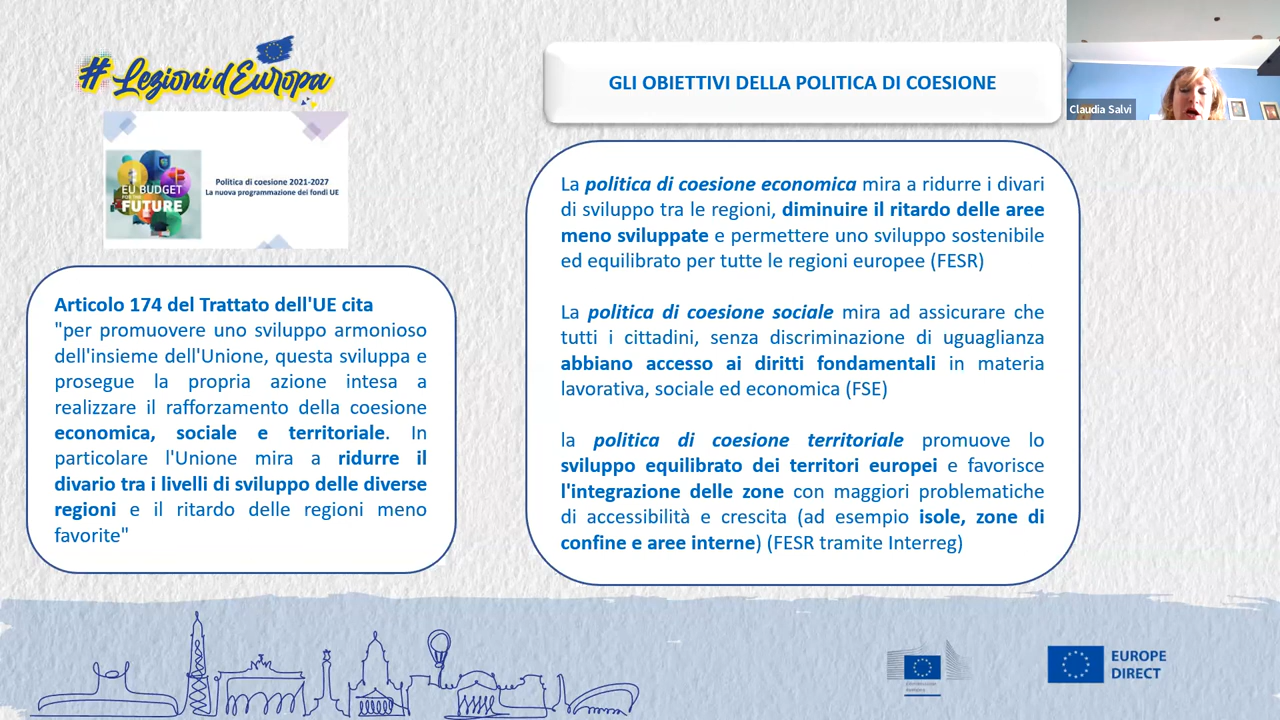 #Lezioni d'Europa
GLI OBIETTIVI DELLA POLITICA DI COESIONE
Claudia Salvi
EU BUDGET
FOR THE
FUTURE
Politica di coesione 2021-2027
La nuova programmazione dei fondi UE
Articolo 174 del Trattato dell'UE cita
"per promuovere uno sviluppo armonioso
dell'insieme dell'Unione, questa sviluppa e
prosegue la propria azione intesa a
realizzare il rafforzamento della coesione
economica, sociale e territoriale. In
particolare l'Unione mira a ridurre il
divario tra i livelli di sviluppo delle diverse
regioni e il ritardo delle regioni meno
favorite"
La politica di coesione economica mira a ridurre i divari
di sviluppo tra le regioni, diminuire il ritardo delle aree
meno sviluppate e permettere uno sviluppo sostenibile
ed equilibrato per tutte le regioni europee (FESR)
La politica di coesione sociale mira ad assicurare che
tutti i cittadini, senza discriminazione di uguaglianza
abbiano accesso ai diritti fondamentali in materia
lavorativa, sociale ed economica (FSE)
la politica di coesione territoriale promuove lo
sviluppo equilibrato dei territori europei e favorisce
l'integrazione delle zone con maggiori problematiche
di accessibilità e crescita (ad esempio isole, zone di
confine e aree interne) (FESR tramite Interreg)
EUROPE
DIRECT